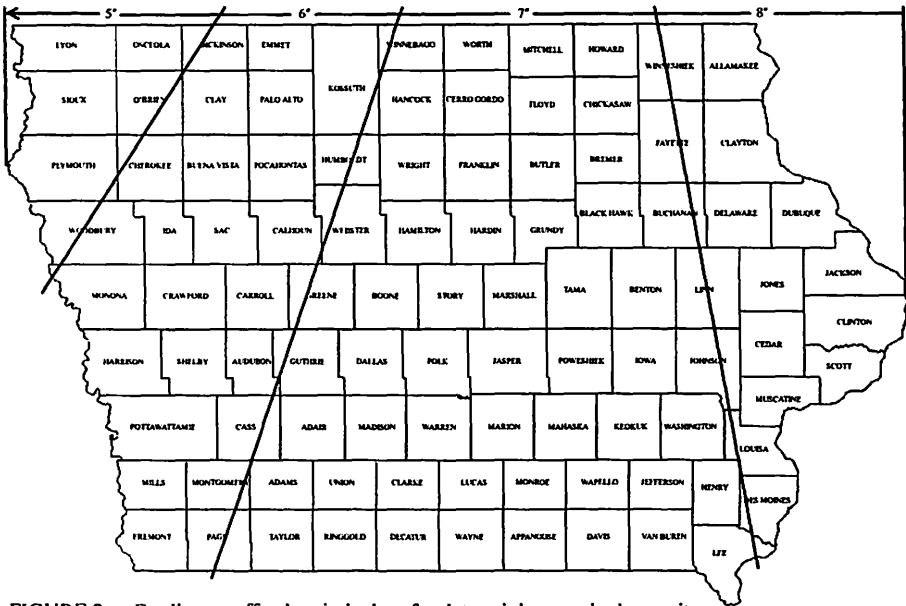 5" 6" 7" 8"
LYON OSCEOLA DICKINSON EMMET WINNEBAGO WORTH MITCHELL HOWARD WINNESHIEK ALLAMAKEE
KOSSUTH
SIOUX O'BRIEN CLAY PALO ALTO HANCOCK CERRO GORDO FLOYD CHICKASAW
PLYMOUTH CHEROKEE BUENA VISTA POCAHONTAS HUMBOLDT WRIGHT FRANKLIN BUTLER BREMER FAYETTE CLAYTON
WOODBURY IDA SAC CALHOUN WEBSTER HAMILTON HARDIN GRUNDY BLACK HAWK BUCHANAN DELAWARE DUBUQUE
MONONA CRAWFORD CARROLL GREENE BOONE STORY MARSHALL TAMA BENTON LINN JONES JACKSON
CLINTON
HARRISON SHELBY AUDUBON GUTHRIE DALLAS POLK JASPER POWESHIEK IOWA JOHNSON CEDAR SCOTT
MUSCATINE
POTTAWATTAMIE CASS ADAIR MADISON WARREN MARION MAHASKA KEOKUK WASHINGTON LOUISA
MILLS MONTGOMERY ADAMS UNION CLARKE LUCAS MONROE WAPELLO JEFFERSON HENRY DES MOINES
FREMONT PAGE TAYLOR RINGGOLD DECATUR WAYNE APPANOOSE DAVIS VAN BUREN LEE